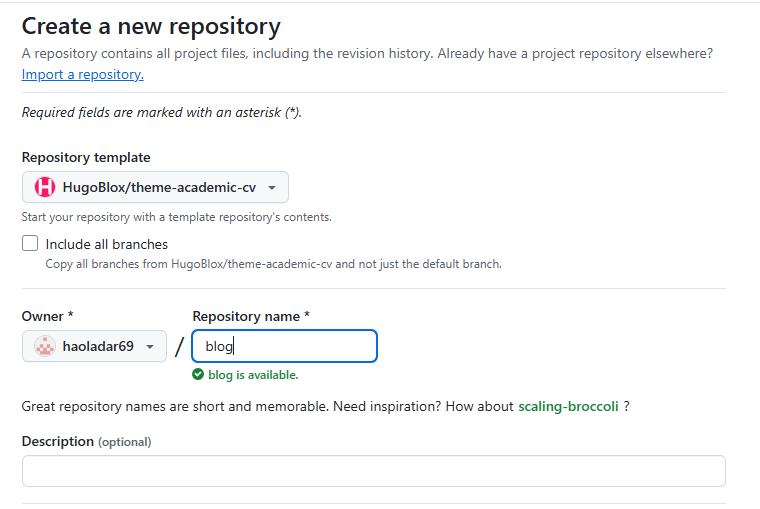 Create a new repository
A repository contains all project files, including the revision history. Already have a project repository elsewhere?
Import a repository.
Required fields are marked with an asterisk (*).
Repository template
HugoBlox/theme-academic-cv
Start your repository with a template repository's contents.
Include all branches
Copy all branches from HugoBlox/theme-academic-cv and not just the default branch.
Owner * Repository name *
haoladar69 / blog
blog is available.
Great repository names are short and memorable. Need inspiration? How about scaling-broccoli ?
Description (optional)